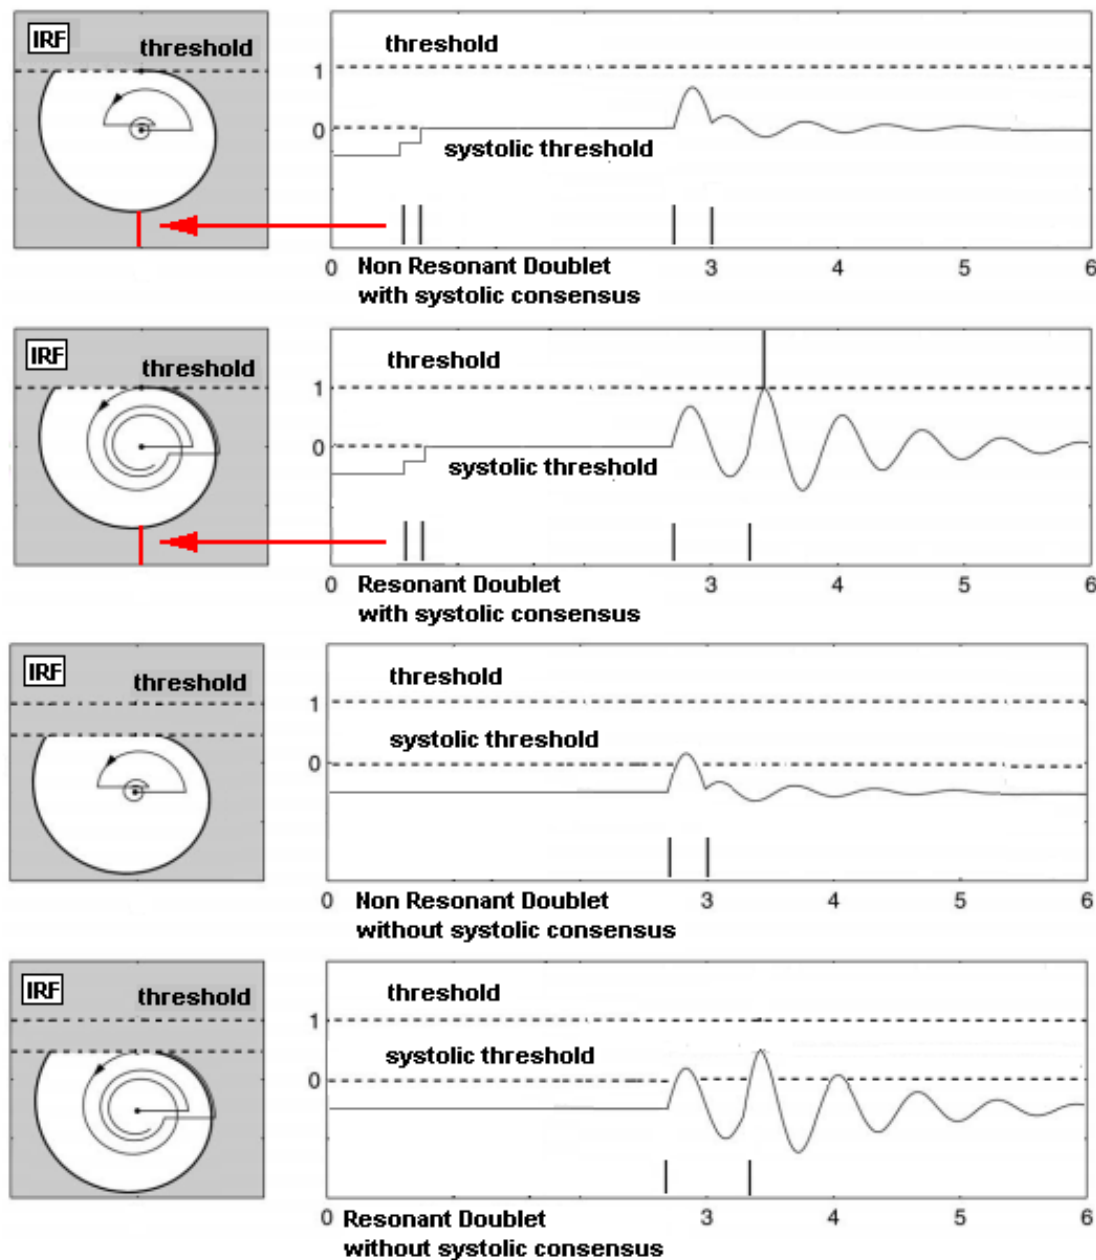 IRF
threshold
threshold
1
0
systolic threshold
0 3 4 5 6
Non Resonant Doublet
with systolic consensus
IRF
threshold
threshold
1
0
systolic threshold
0 3 4 5 6
Resonant Doublet
with systolic consensus
IRF
threshold
threshold
1
systolic threshold
0
0 3 4 5 6
Non Resonant Doublet
without systolic consensus
IRF
threshold
threshold
1
systolic threshold
0
0 3 4 5 6
Resonant Doublet
without systolic consensus